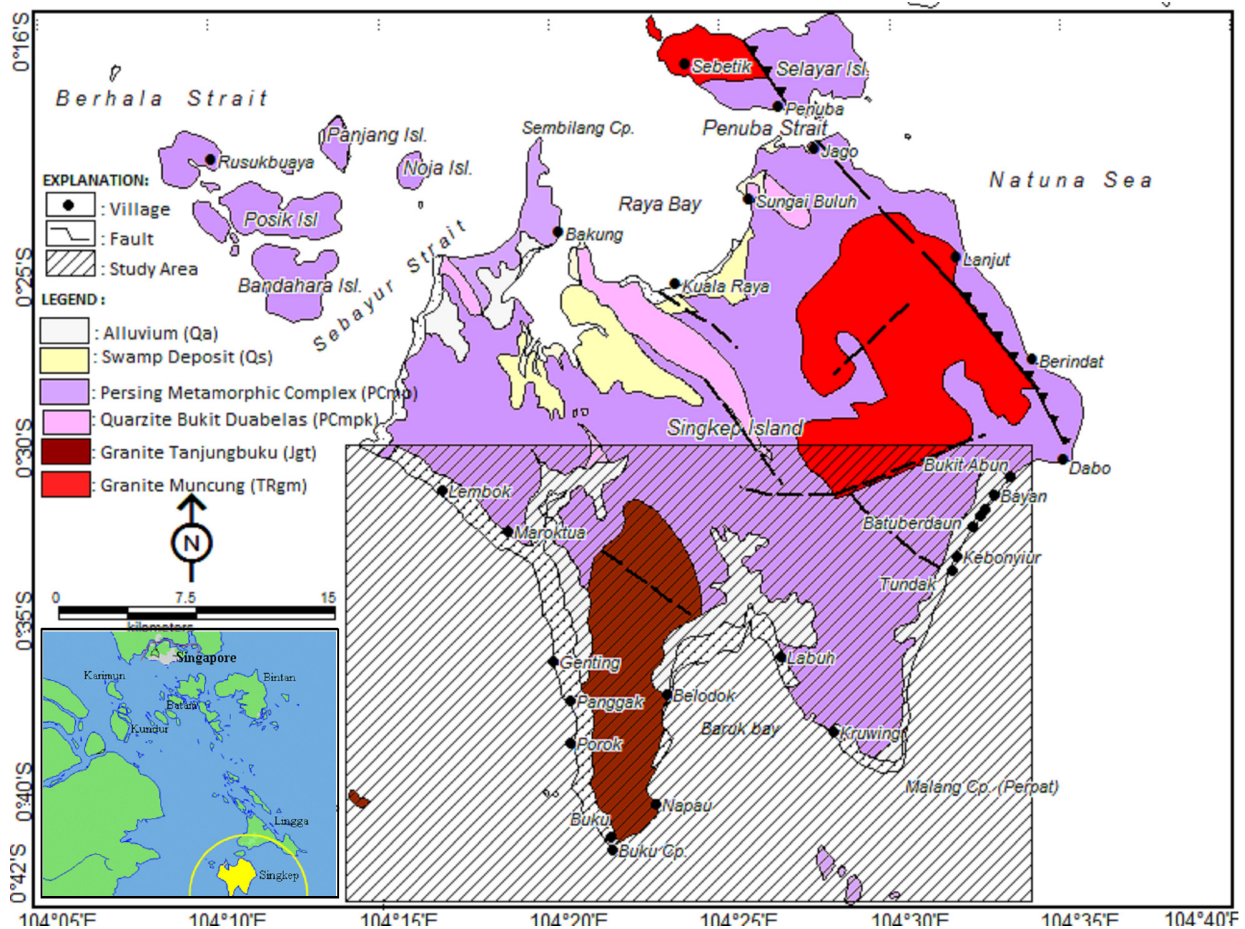 0°16'S
Berhala Strait
Sebetik
Selayar Isl.
Penuba
Penuba Strait
Jago
Panjang Isl.
Sembilang Cp.
Rusukbuaya
Noja Isl.
Natuna Sea
Raya Bay
Sungai Buluh
Posik Isl
Bakung
Sebayur Strait
Bandahara Isl.
Kuala Raya
Lanjut
Berindat
Singkep Island
Dabo
Bukit Abun
Bayan
Batuberdaun
Kebonyiur
Tundak
Lembok
Maroktua
Genting
Panggak
Porok
Belodok
Labuh
Baruk bay
Kruwing
Malang Cp. (Perpat)
Napau
Buku
Buku Cp.
EXPLANATION:
: Village
: Fault
: Study Area
LEGEND :
: Alluvium (Qa)
: Swamp Deposit (Qs)
: Persing Metamorphic Complex (PCmp)
: Quarzite Bukit Duabelas (PCmpk)
: Granite Tanjungbuku (Jgt)
: Granite Muncung (TRgm)
N
0 7.5 15
kilometers
Singapore
Karimun
Bintan
Batam
Kundur
Lingga
Singkep
0°25'S
0°30'S
0°35'S
0°40'S
0°42'S
104°05'E 104°10'E 104°15'E 104°20'E 104°25'E 104°30'E 104°35'E 104°40'E